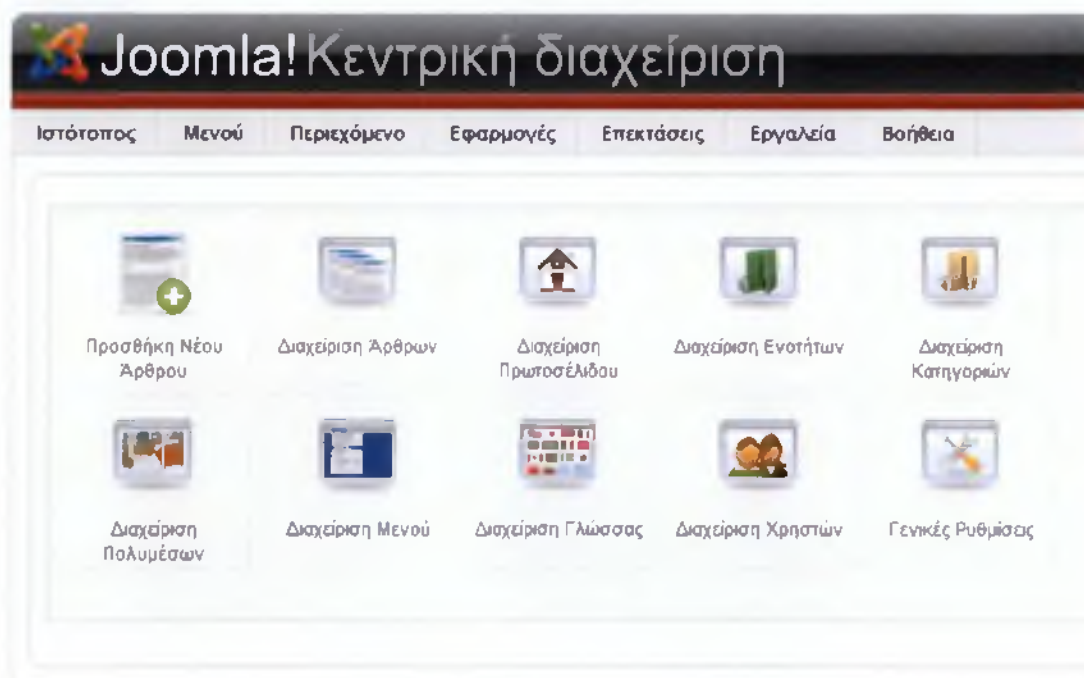 Joomla! Κεντρική διαχείριση
Ιστότοπος Μενού Περιεχόμενο Εφαρμογές Επεκτάσεις Εργαλεία Βοήθεια
Προσθήκη Νέου Διαχείριση Άρθρων Διαχείριση Διαχείριση Ενοτήτων Διαχείριση
Άρθρου Πρωτοσέλιδου Κατηγοριών
Διαχείριση Διαχείριση Μενού Διαχείριση Γλώσσας Διαχείριση Χρηστών Γενικές Ρυθμίσεις
Πολυμέσων